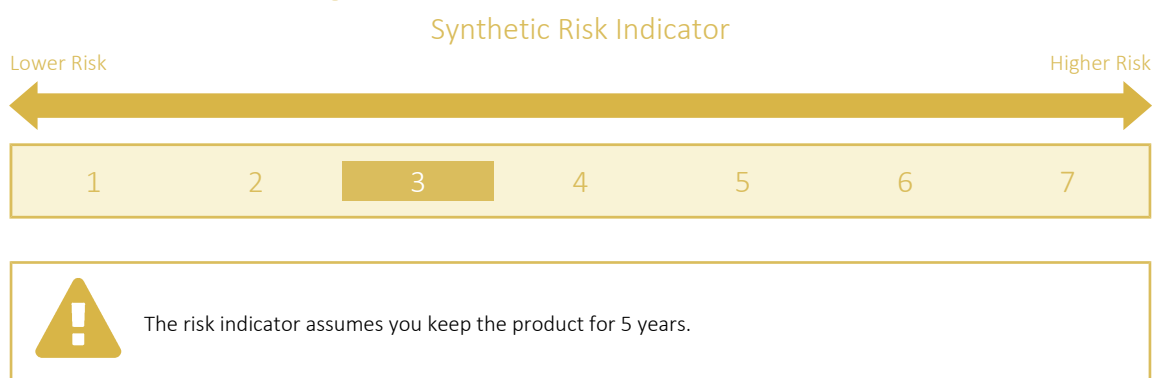 Synthetic Risk Indicator
Lower Risk Higher Risk
1 2 3 4 5 6 7
The risk indicator assumes you keep the product for 5 years.